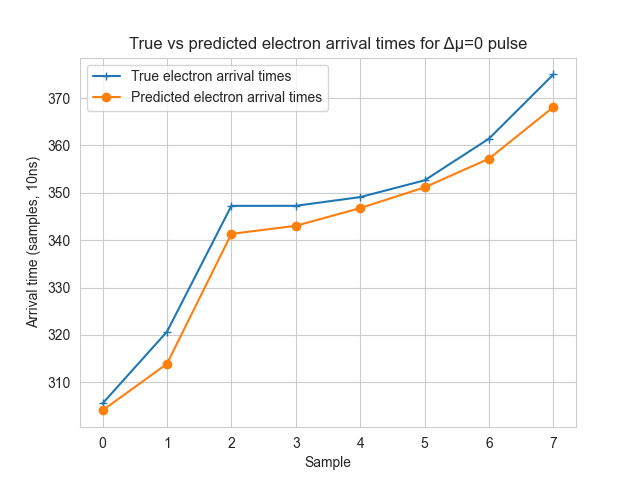 True vs predicted electron arrival times for Δμ=0 pulse
True electron arrival times
Predicted electron arrival times
370
360
350
340
330
320
310
Arrival time (samples, 10ns)
0 1 2 3 4 5 6 7
Sample